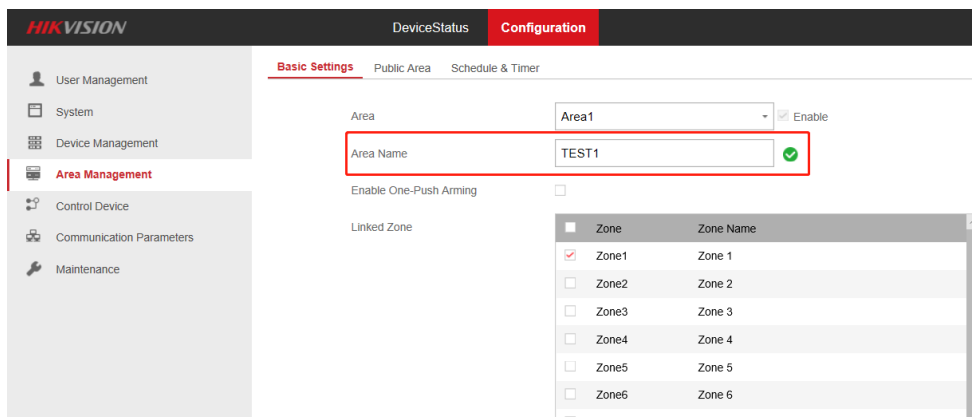 HIKVISION DeviceStatus Configuration
Basic Settings Public Area Schedule & Timer
User Management
System
Device Management
Area Management
Control Device
Communication Parameters
Maintenance
Area Area1 Enable
Area Name TEST1
Enable One-Push Arming
Linked Zone
Zone Zone Name
Zone1 Zone 1
Zone2 Zone 2
Zone3 Zone 3
Zone4 Zone 4
Zone5 Zone 5
Zone6 Zone 6